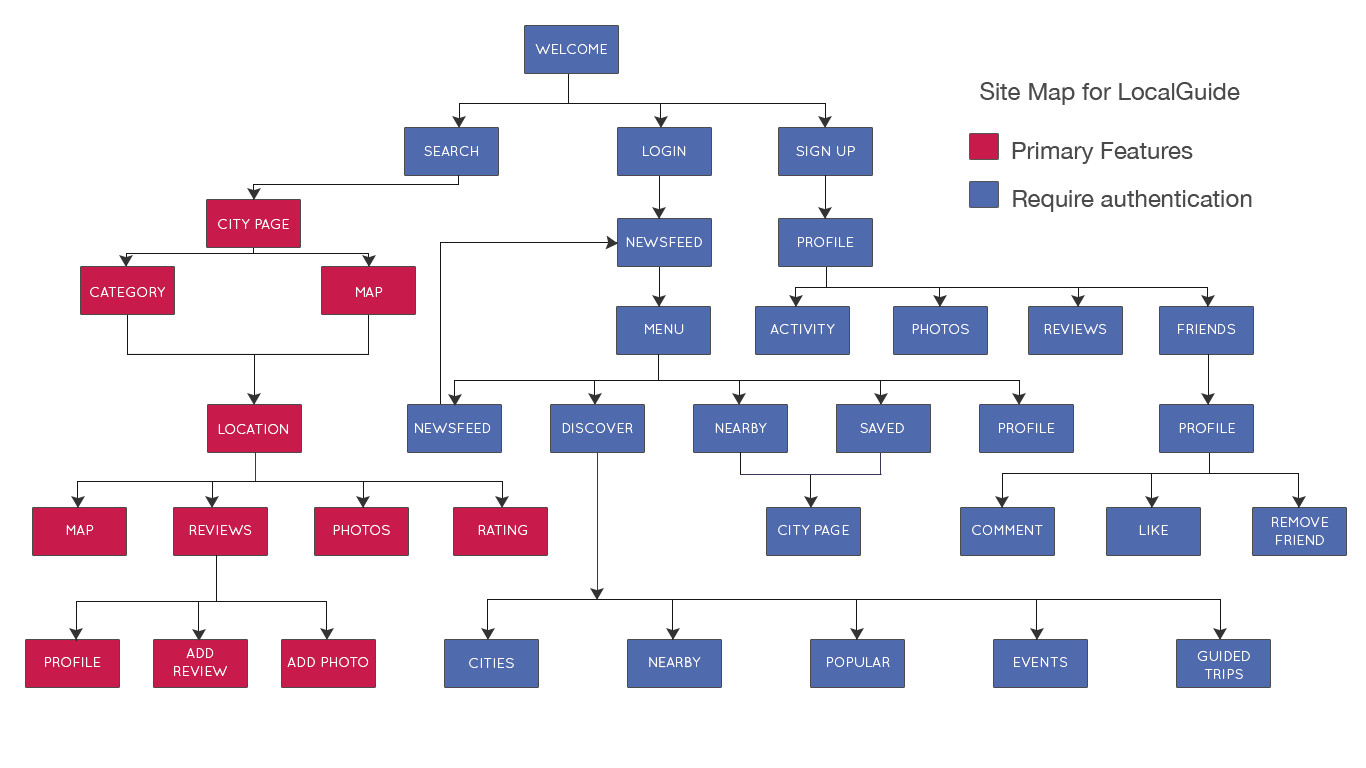 WELCOME
Site Map for LocalGuide
Primary Features
Require authentication
SEARCH
LOGIN
SIGN UP
CITY PAGE
NEWSFEED
PROFILE
CATEGORY
MAP
MENU
ACTIVITY
PHOTOS
REVIEWS
FRIENDS
LOCATION
NEWSFEED
DISCOVER
NEARBY
SAVED
PROFILE
PROFILE
MAP
REVIEWS
PHOTOS
RATING
CITY PAGE
COMMENT
LIKE
REMOVE
FRIEND
PROFILE
ADD
REVIEW
ADD PHOTO
CITIES
NEARBY
POPULAR
EVENTS
GUIDED
TRIPS